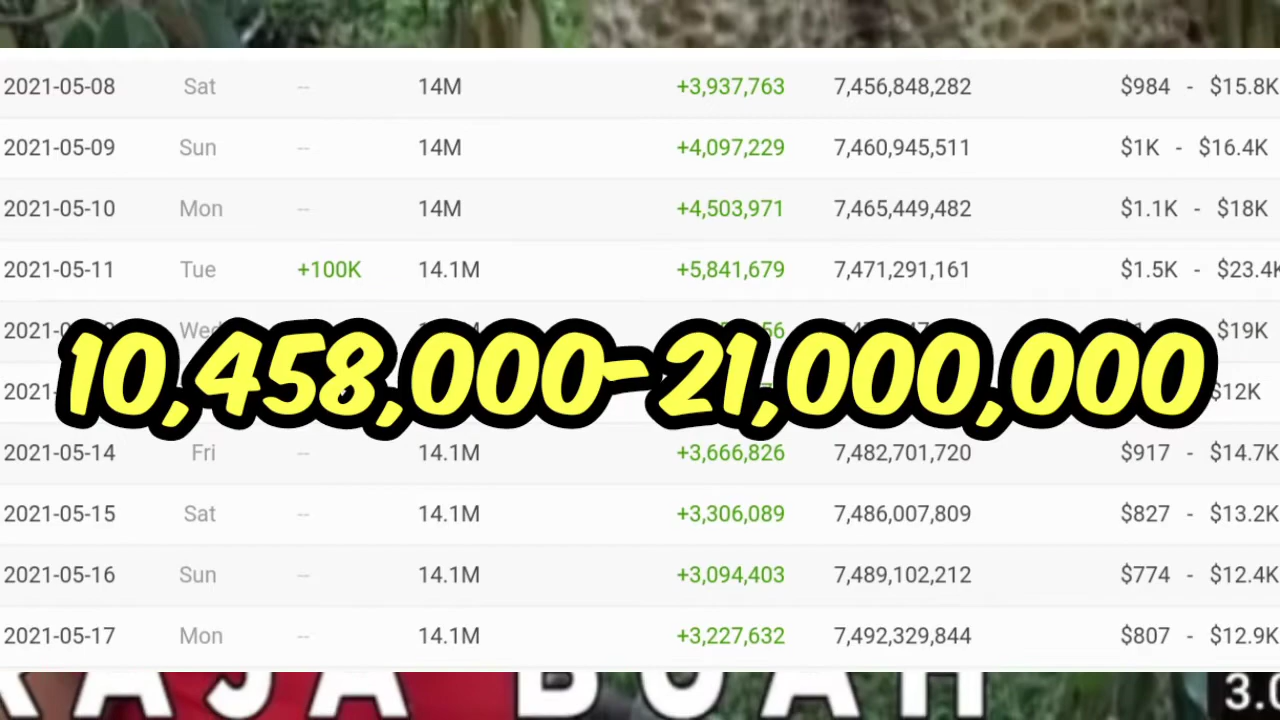 2021-05-08 Sat -- 14M +3,937,763 7,456,848,282 $984 - $15.8K
2021-05-09 Sun -- 14M +4,097,229 7,460,945,511 $1K - $16.4K
2021-05-10 Mon -- 14M +4,503,971 7,465,449,482 $1.1K - $18K
2021-05-11 Tue +100K 14.1M +5,841,679 7,471,291,161 $1.5K - $23.4K
Wed $19K
10,458,000-21,000,000
$12K
2021-05-14 Fri -- 14.1M +3,666,826 7,482,701,720 $917 - $14.7K
2021-05-15 Sat -- 14.1M +3,306,089 7,486,007,809 $827 - $13.2K
2021-05-16 Sun -- 14.1M +3,094,403 7,489,102,212 $774 - $12.4K
2021-05-17 Mon -- 14.1M +3,227,632 7,492,329,844 $807 - $12.9K
RAJA BUAH